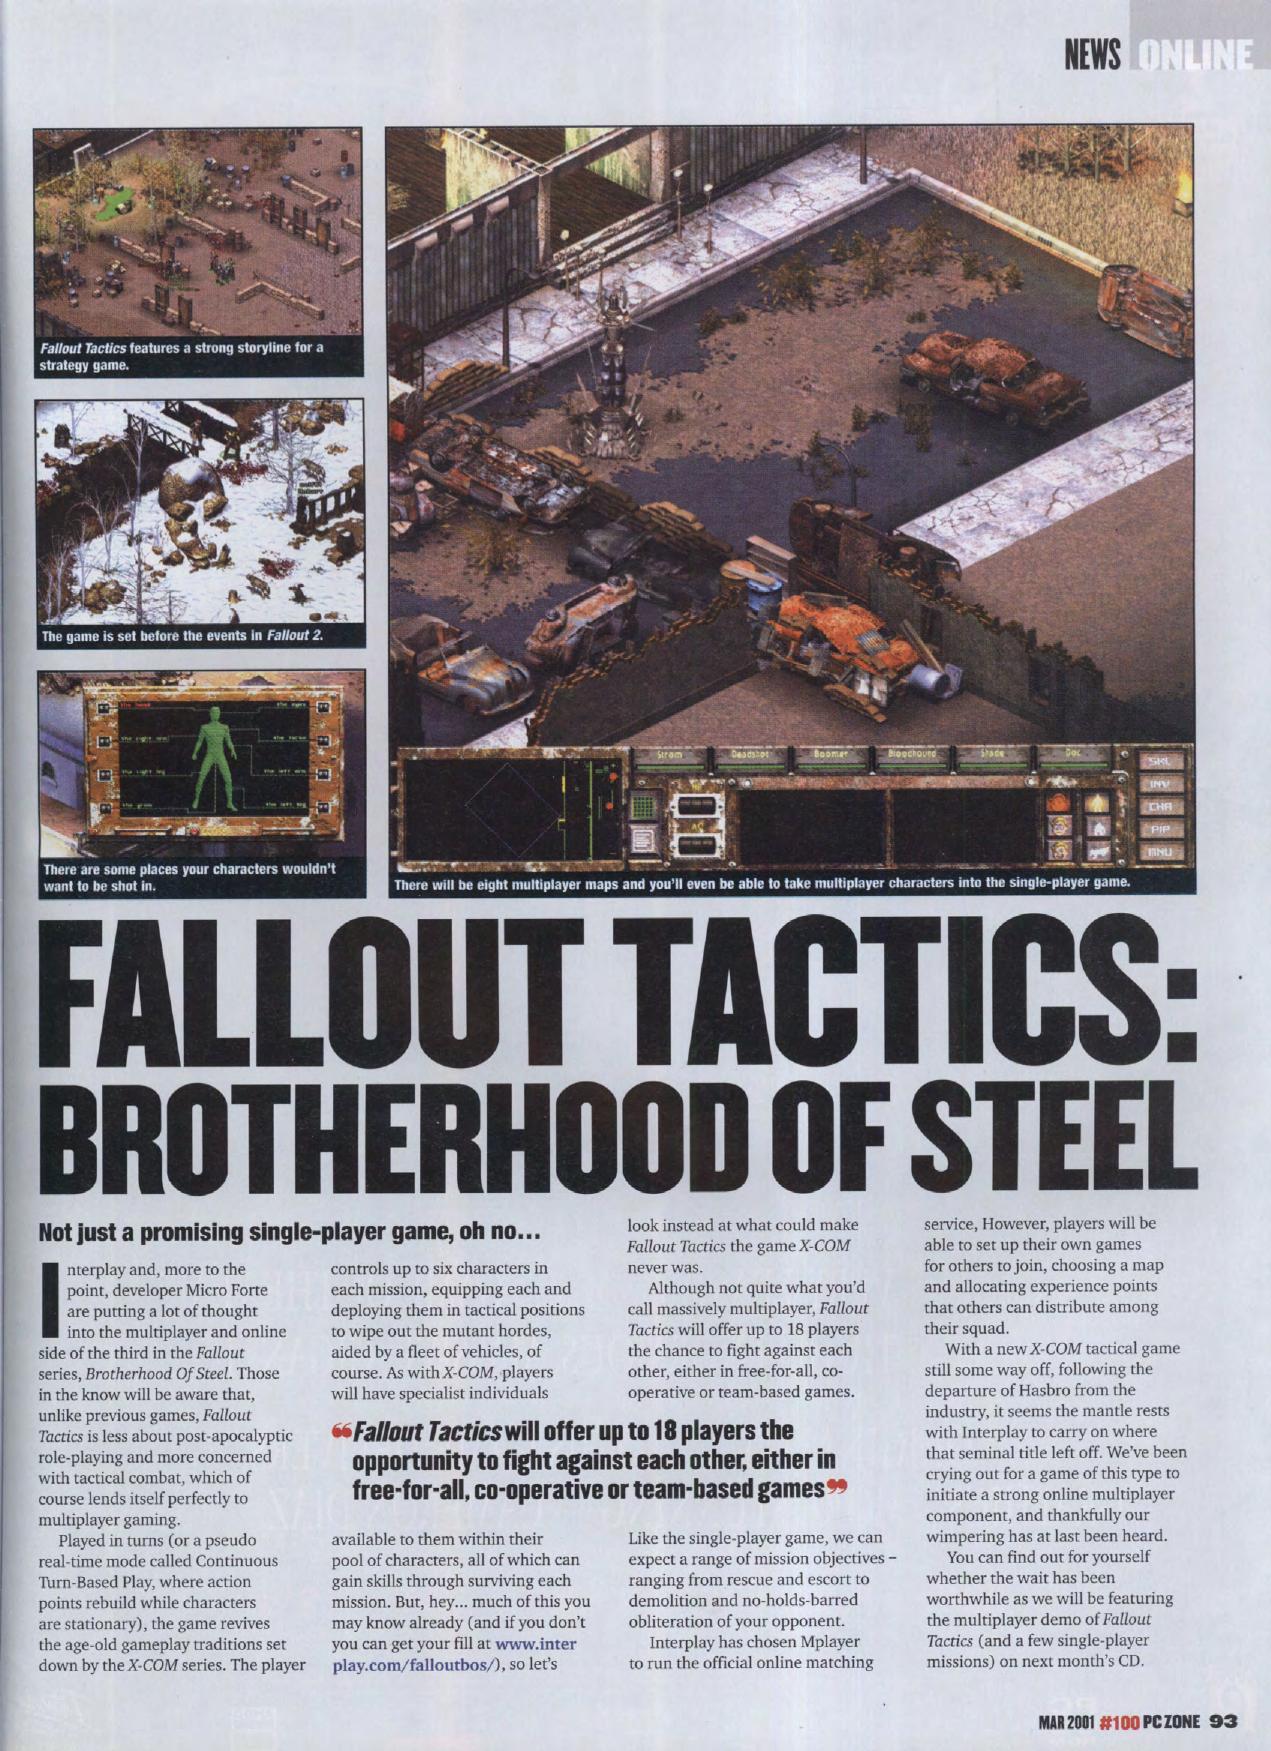 NEWS ONLINE
Fallout Tactics features a strong storyline for a
strategy game.
The game is set before the events in Fallout 2.
There are some places your characters wouldn't
want to be shot in.
Strom Deadshot Boomer Bloodhound Stade Doc
SKL
INV
CHA
PIP
MNU
There will be eight multiplayer maps and you'll even be able to take multiplayer characters into the single-player game.
FALLOUT TACTICS:
BROTHERHOOD OF STEEL
Not just a promising single-player game, oh no...
Interplay and, more to the
point, developer Micro Forte
are putting a lot of thought
into the multiplayer and online
side of the third in the Fallout
series, Brotherhood Of Steel. Those
in the know will be aware that,
unlike previous games, Fallout
Tactics is less about post-apocalyptic
role-playing and more concerned
with tactical combat, which of
course lends itself perfectly to
multiplayer gaming.
Played in turns (or a pseudo
real-time mode called Continuous
Turn-Based Play, where action
points rebuild while characters
are stationary), the game revives
the age-old gameplay traditions set
down by the X-COM series. The player
controls up to six characters in
each mission, equipping each and
deploying them in tactical positions
to wipe out the mutant hordes,
aided by a fleet of vehicles, of
course. As with X-COM, players
will have specialist individuals
available to them within their
pool of characters, all of which can
gain skills through surviving each
mission. But, hey... much of this you
may know already (and if you don't
you can get your fill at www.inter
play.com/falloutbos/), so let's
look instead at what could make
Fallout Tactics the game X-COM
never was.
Although not quite what you'd
call massively multiplayer, Fallout
Tactics will offer up to 18 players
the chance to fight against each
other, either in free-for-all, co-
operative or team-based games.
“Fallout Tactics will offer up to 18 players the
opportunity to fight against each other, either in
free-for-all, co-operative or team-based games”
Like the single-player game, we can
expect a range of mission objectives –
ranging from rescue and escort to
demolition and no-holds-barred
obliteration of your opponent.
Interplay has chosen Mplayer
to run the official online matching
service, However, players will be
able to set up their own games
for others to join, choosing a map
and allocating experience points
that others can distribute among
their squad.
With a new X-COM tactical game
still some way off, following the
departure of Hasbro from the
industry, it seems the mantle rests
with Interplay to carry on where
that seminal title left off. We've been
crying out for a game of this type to
initiate a strong online multiplayer
component, and thankfully our
wimpering has at last been heard.
You can find out for yourself
whether the wait has been
worthwhile as we will be featuring
the multiplayer demo of Fallout
Tactics (and a few single-player
missions) on next month's CD.
MAR 2001 #100 PC ZONE 93